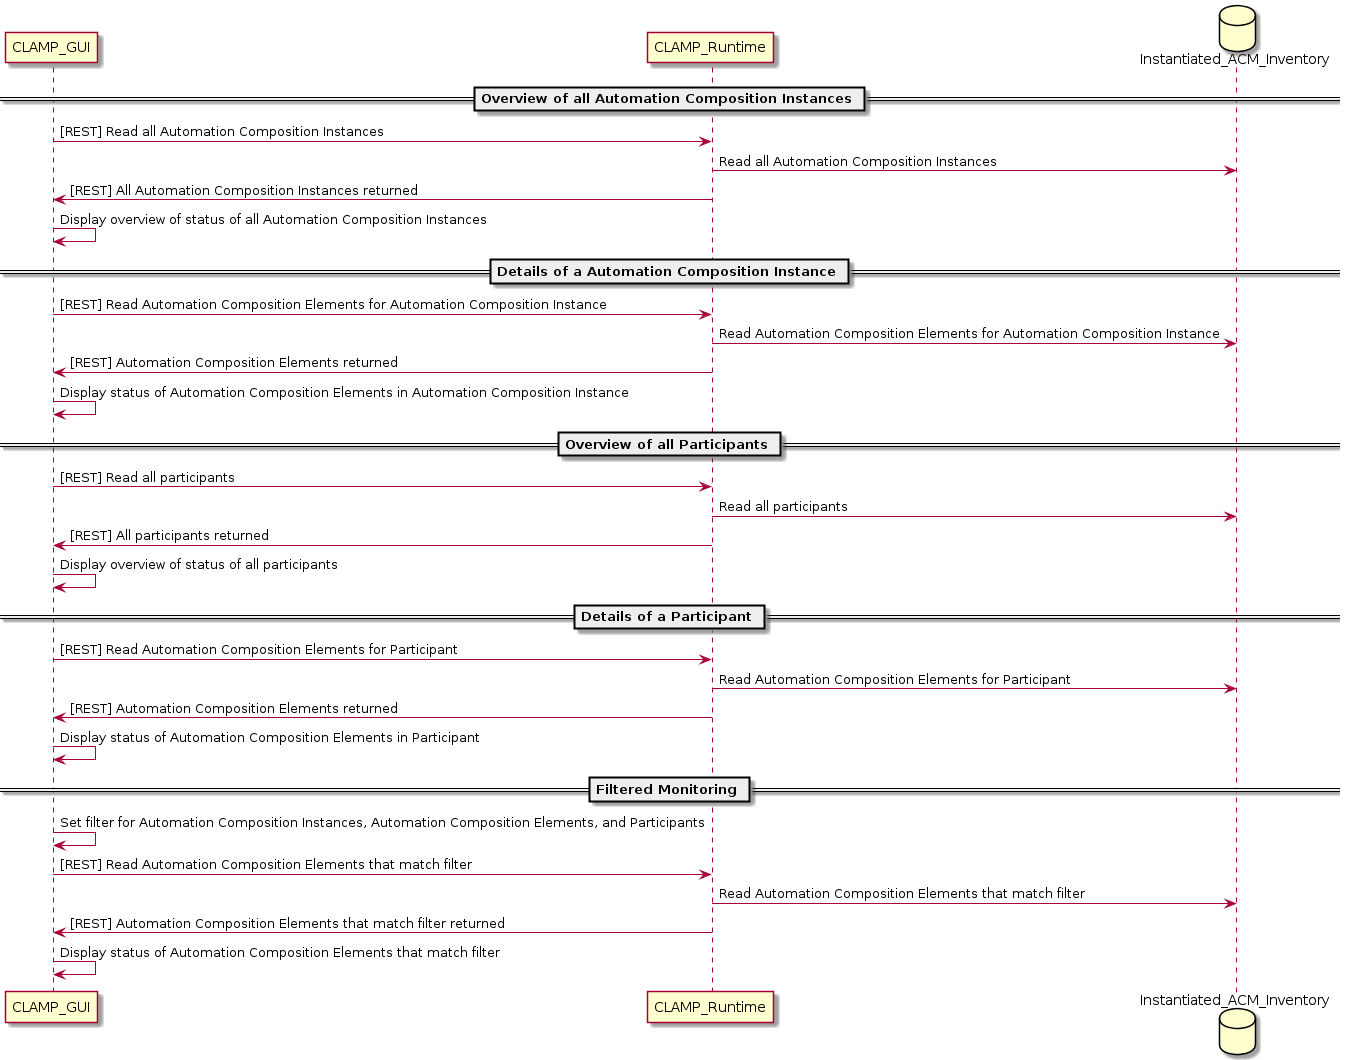 CLAMP_GUI
CLAMP_Runtime
Instantiated_ACM_Inventory
Overview of all Automation Composition Instances
[REST] Read all Automation Composition Instances
Read all Automation Composition Instances
[REST] All Automation Composition Instances returned
Display overview of status of all Automation Composition Instances
Details of a Automation Composition Instance
[REST] Read Automation Composition Elements for Automation Composition Instance
Read Automation Composition Elements for Automation Composition Instance
[REST] Automation Composition Elements returned
Display status of Automation Composition Elements in Automation Composition Instance
Overview of all Participants
[REST] Read all participants
Read all participants
[REST] All participants returned
Display overview of status of all participants
Details of a Participant
[REST] Read Automation Composition Elements for Participant
Read Automation Composition Elements for Participant
[REST] Automation Composition Elements returned
Display status of Automation Composition Elements in Participant
Filtered Monitoring
Set filter for Automation Composition Instances, Automation Composition Elements, and Participants
[REST] Read Automation Composition Elements that match filter
Read Automation Composition Elements that match filter
[REST] Automation Composition Elements that match filter returned
Display status of Automation Composition Elements that match filter
CLAMP_GUI
CLAMP_Runtime
Instantiated_ACM_Inventory